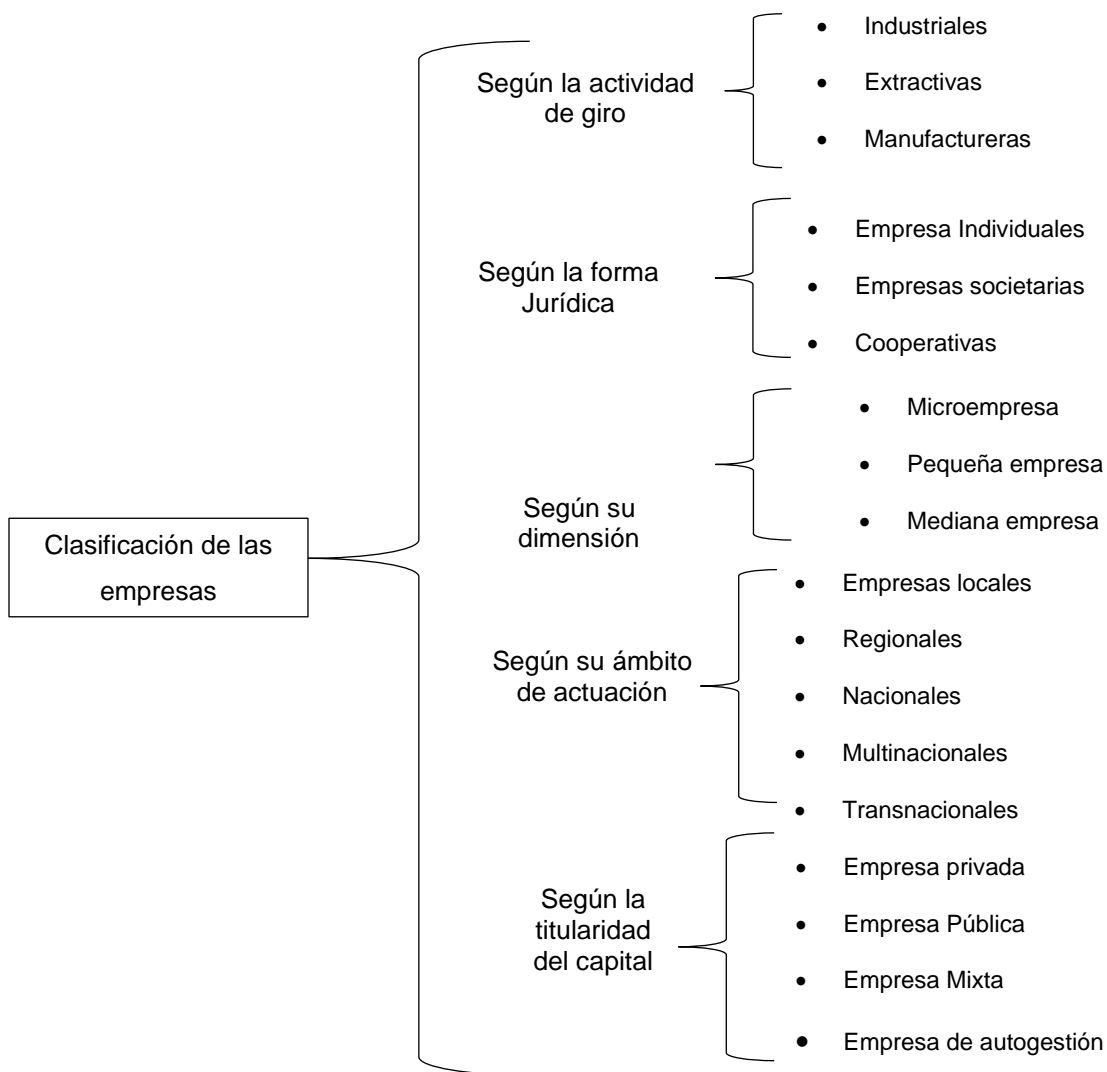 Clasificación de las
empresas
Según la actividad
de giro
• Industriales
• Extractivas
• Manufactureras
Según la forma
Jurídica
• Empresa Individuales
• Empresas societarias
• Cooperativas
Según su
dimensión
• Microempresa
• Pequeña empresa
• Mediana empresa
Según su ámbito
de actuación
• Empresas locales
• Regionales
• Nacionales
• Multinacionales
• Transnacionales
Según la
titularidad
del capital
• Empresa privada
• Empresa Pública
• Empresa Mixta
• Empresa de autogestión